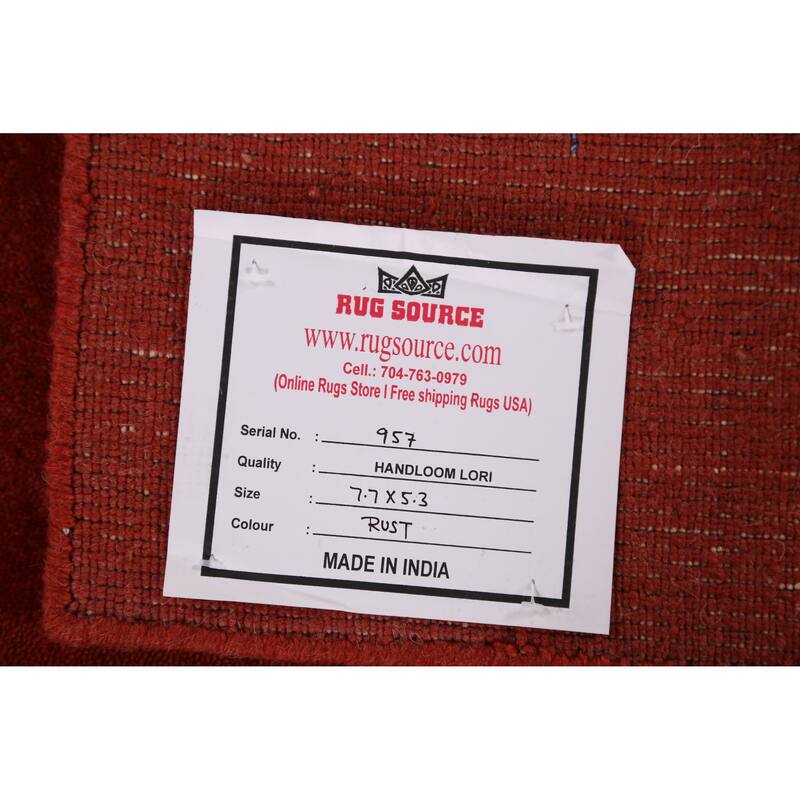 RUG SOURCE
www.rugsource.com
Cell.: 704-763-0979
(Online Rugs Store I Free shipping Rugs USA)
Serial No. : 957
Quality : HANDLOOM LORI
Size : 7.7 X 5.3
Colour : RUST
MADE IN INDIA